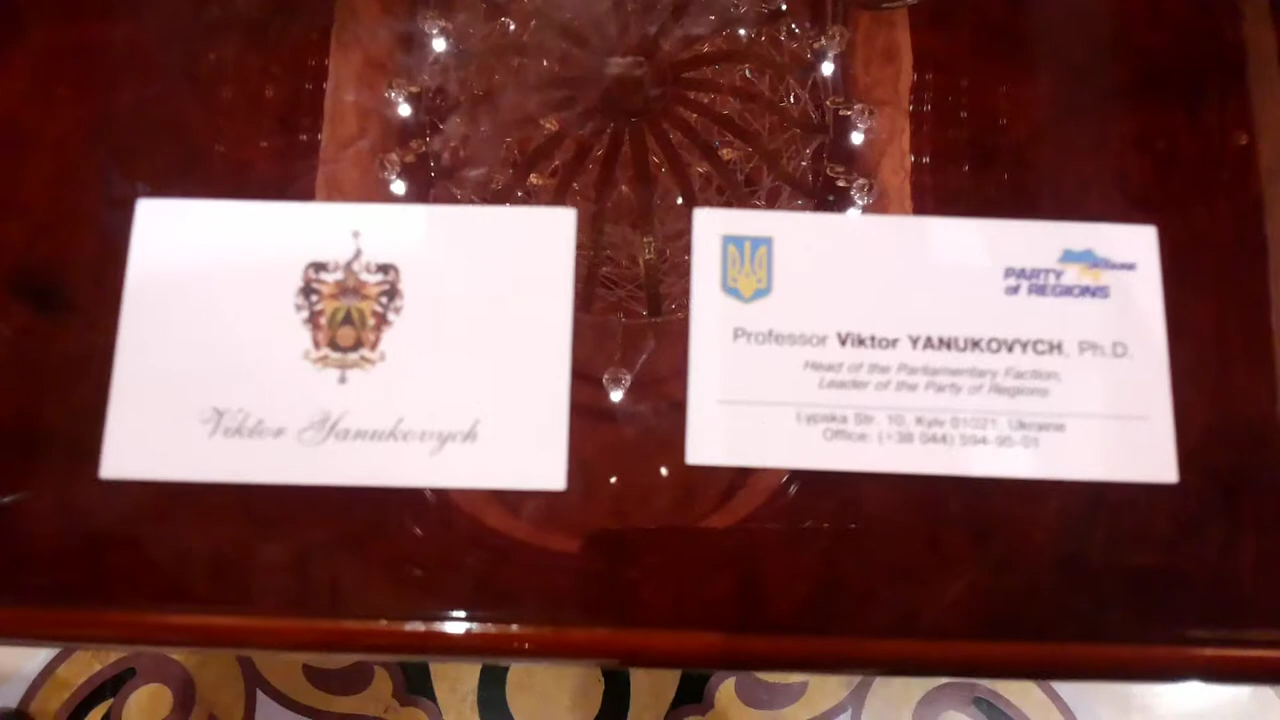 Viktor Yanukovych
PARTY
of REGIONS
Professor Viktor YANUKOVYCH, Ph.D.
Head of the Parliamentary Faction,
Leader of the Party of Regions
Lypska Str. 10, Kyiv 01021, Ukraine
Office: (+38 044) 594-95-01